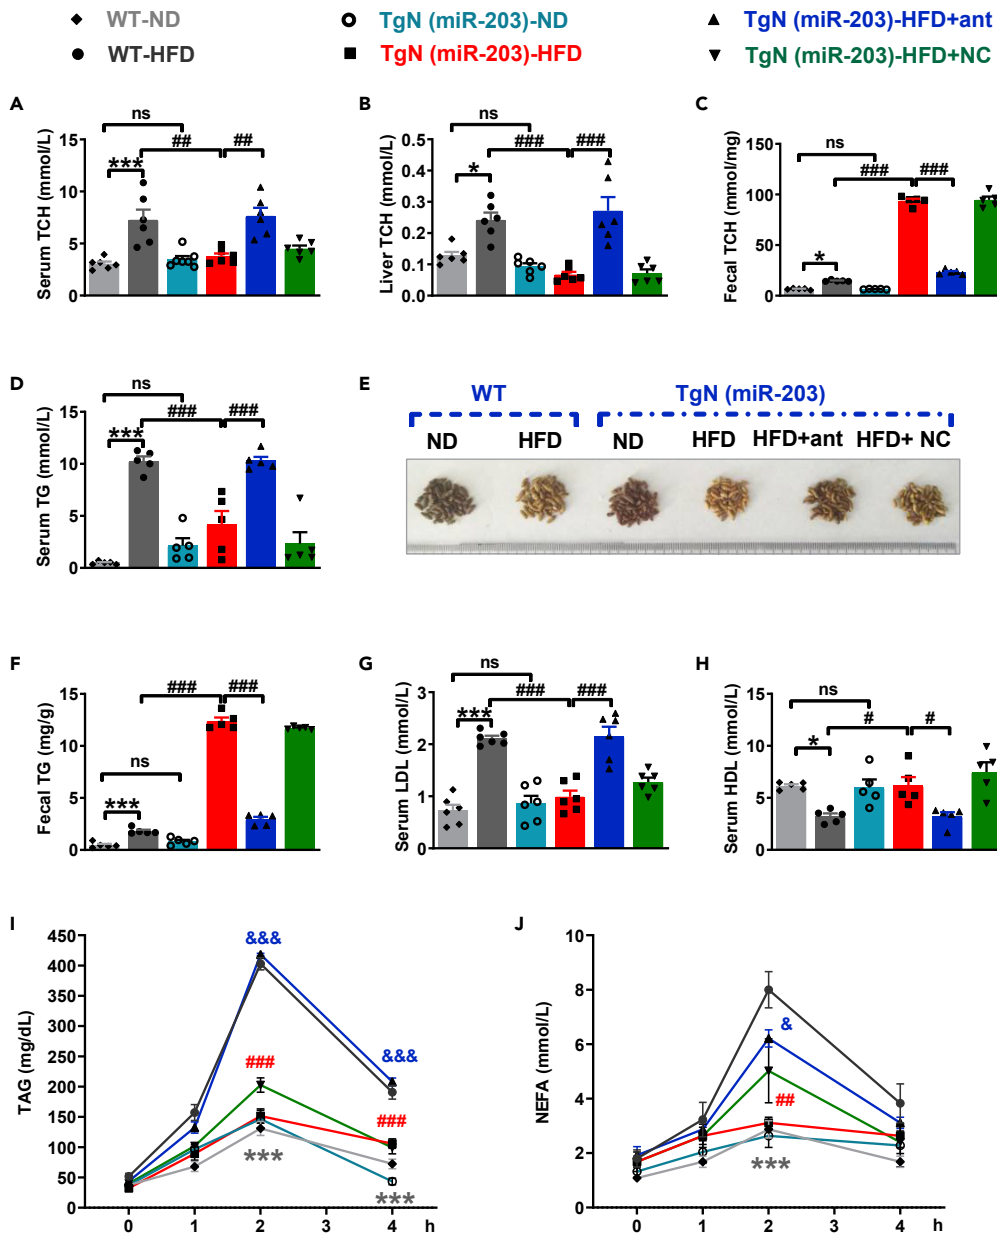 WT-ND
TgN (miR-203)-ND
TgN (miR-203)-HFD+ant
WT-HFD
TgN (miR-203)-HFD
TgN (miR-203)-HFD+NC
A
ns
***
##
##
Serum TCH (mmol/L)
15
10
5
0
B
ns
*
###
###
Liver TCH (mmol/L)
0.5
0.4
0.3
0.2
0.1
0.0
C
ns
*
###
###
Fecal TCH (mmol/mg)
150
100
50
0
D
ns
***
###
###
Serum TG (mmol/L)
15
10
5
0
E
WT
TgN (miR-203)
ND
HFD
ND
HFD
HFD+ant
HFD+ NC
F
ns
***
###
###
Fecal TG (mg/g)
15
10
5
0
G
ns
***
###
###
Serum LDL (mmol/L)
3
2
1
0
H
ns
*
#
#
Serum HDL (mmol/L)
15
10
5
0
I
TAG (mg/dL)
450
400
350
300
250
200
150
100
50
0
&&&
&&&
###
###
***
***
0
1
2
3
4
h
J
NEFA (mmol/L)
10
8
6
4
2
0
&
##
***
0
1
2
3
4
h